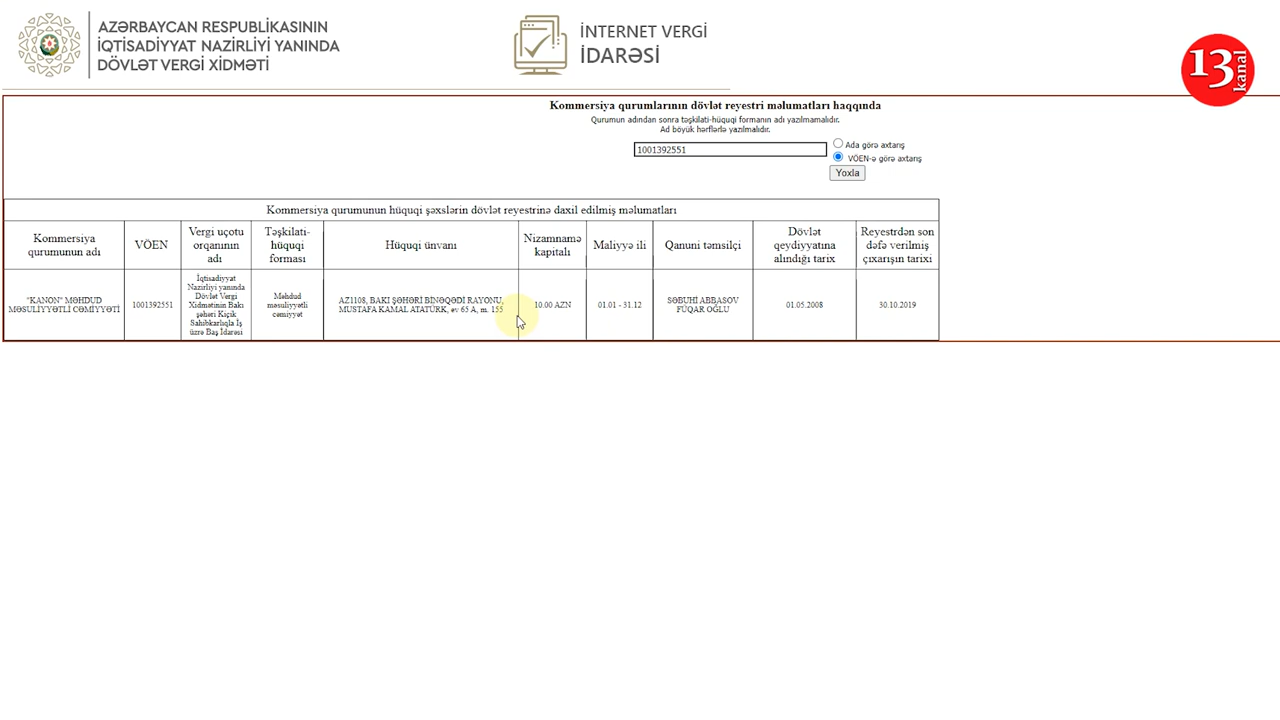 AZƏRBAYCAN RESPUBLİKASININ
İQTİSADİYYAT NAZİRLİYİ YANINDA
DÖVLƏT VERGİ XİDMƏTİ
İNTERNET VERGİ
İDARƏSİ
13
kanal
Kommersiya qurumlarının dövlət reyestri məlumatları haqqında
Qurumun adından sonra təşkilati-hüquqi formanın adı yazılmamalıdır.
Ad böyük hərflərlə yazılmalıdır.
1001392551
Ada görə axtarış
VÖEN-ə görə axtarış
Yoxla
Kommersiya qurumunun hüquqi şəxslərin dövlət reyestrinə daxil edilmiş məlumatları
Kommersiya
qurumunun adı
VÖEN
Vergi uçotu
orqanının
adı
Təşkilati-
hüquqi
forması
Hüquqi ünvanı
Nizamnamə
kapitalı
Maliyyə ili
Qanuni təmsilçi
Dövlət
qeydiyyatına
alındığı tarix
Reyestrdən son
dəfə verilmiş
çıxarışın tarixi
"KANON" MƏHDUD
MƏSULİYYƏTLİ CƏMİYYƏTİ
1001392551
İqtisadiyyat
Nazirliyi yanında
Dövlət Vergi
Xidmətinin Bakı
şəhəri Kiçik
Sahibkarlıqla İş
üzrə Baş İdarəsi
Məhdud
məsuliyyətli
cəmiyyət
AZ1108, BAKI ŞƏHƏRİ BİNƏQƏDİ RAYONU,
MUSTAFA KAMAL ATATÜRK, ev 65 A, m. 155
10.00 AZN
01.01 - 31.12
SƏBUHİ ABBASOV
FÜQAR OĞLU
01.05.2008
30.10.2019